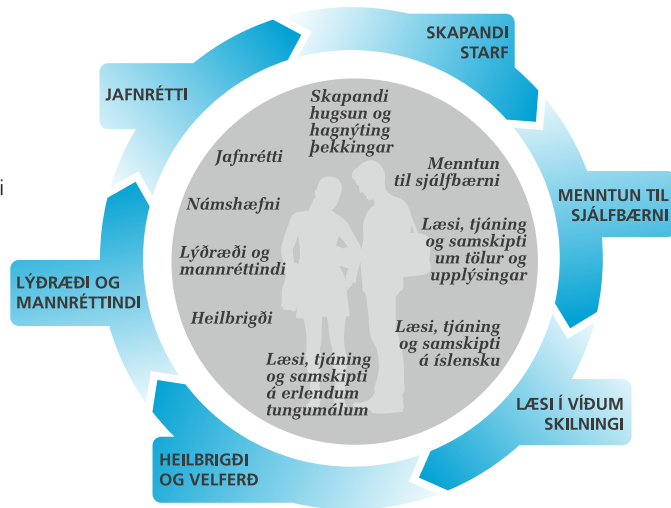 SKAPANDI
STARF
JAFNRÉTTI
Skapandi
hugsun og
hagnýting
þekkingar
Jafnrétti
Menntun
til sjálfbærni
i
MENNTUN TIL
SJÁLFBÆRNI
Námshæfni
Læsi, tjáning
og samskipti
um tölur og
upplýsingar
Lýðræði og
mannréttindi
LÝÐRÆÐI OG
MANNRÉTTINDI
Heilbrigði
Læsi, tjáning
og samskipti
á íslensku
Læsi, tjáning
og samskipti
á erlendum
tungumálum
LÆSI Í VÍÐUM
SKILNINGI
HEILBRIGÐI
OG VELFERÐ